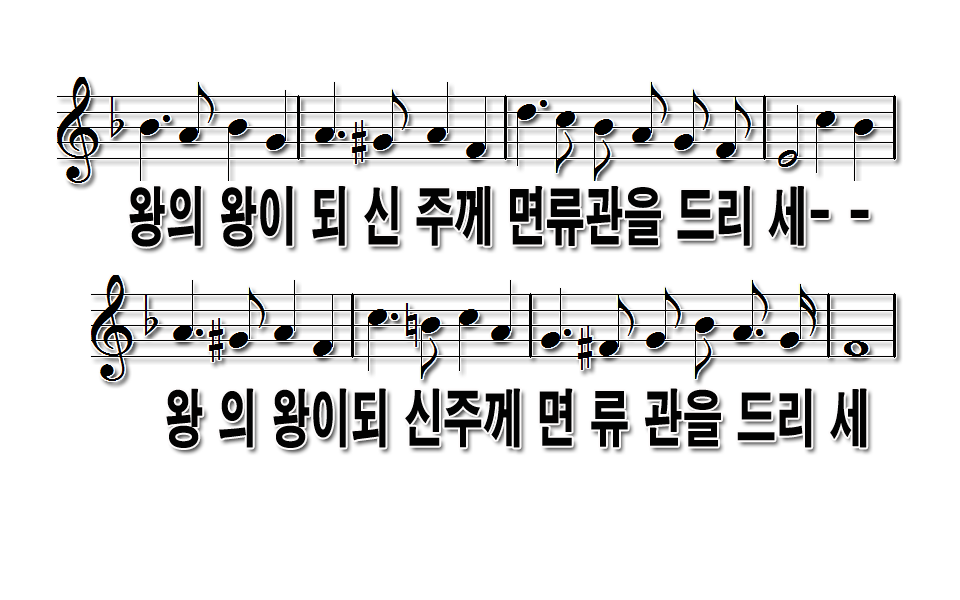 왕의 왕이 되 신 주께 면류관을 드리 세- -
왕 의 왕이되 신주께 면 류 관을 드리 세